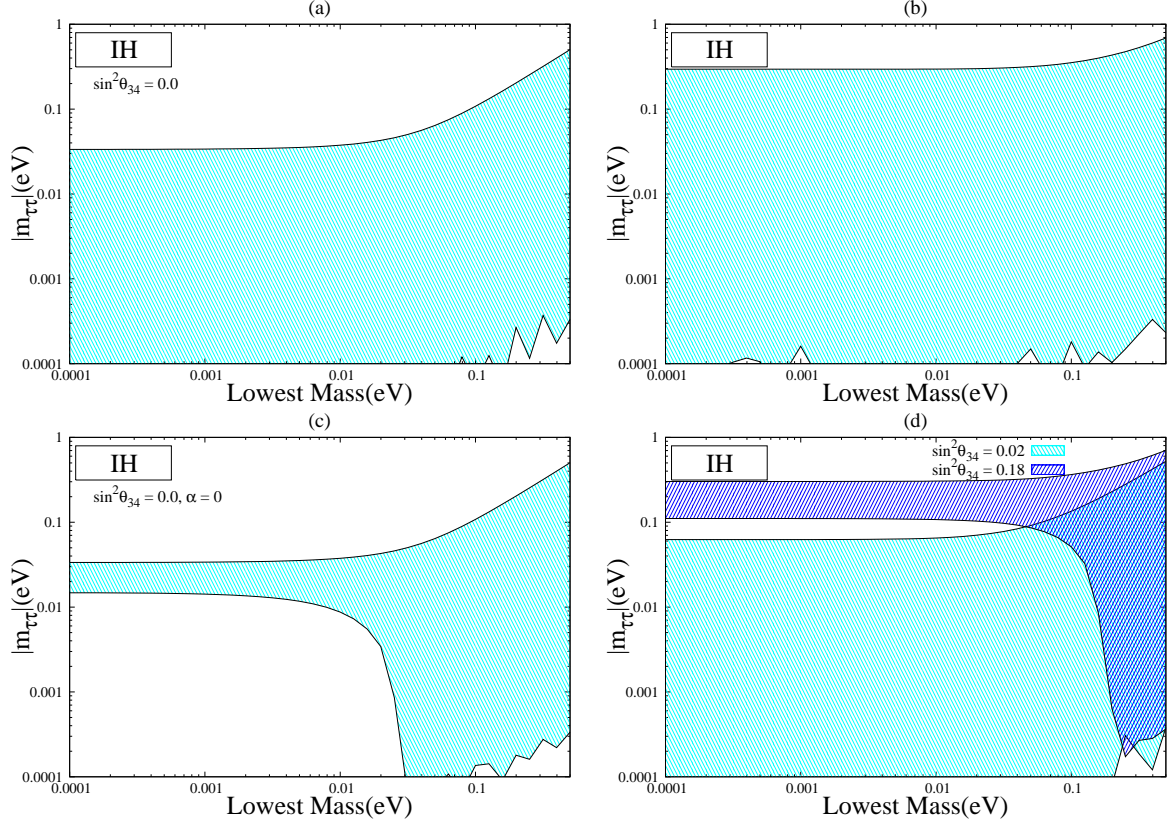 (a)
IH
sin²θ₃₄ = 0.0
1
0.1
0.01
0.001
0.0001
|mττ|(eV)
0.0001 0.001 0.01 0.1
Lowest Mass(eV)
(b)
IH
1
0.1
0.01
0.001
0.0001
|mττ|(eV)
0.0001 0.001 0.01 0.1
Lowest Mass(eV)
(c)
IH
sin²θ₃₄ = 0.0, α = 0
1
0.1
0.01
0.001
0.0001
|mττ|(eV)
0.0001 0.001 0.01 0.1
Lowest Mass(eV)
(d)
IH
sin²θ₃₄ = 0.02
sin²θ₃₄ = 0.18
1
0.1
0.01
0.001
0.0001
|mττ|(eV)
0.0001 0.001 0.01 0.1
Lowest Mass(eV)